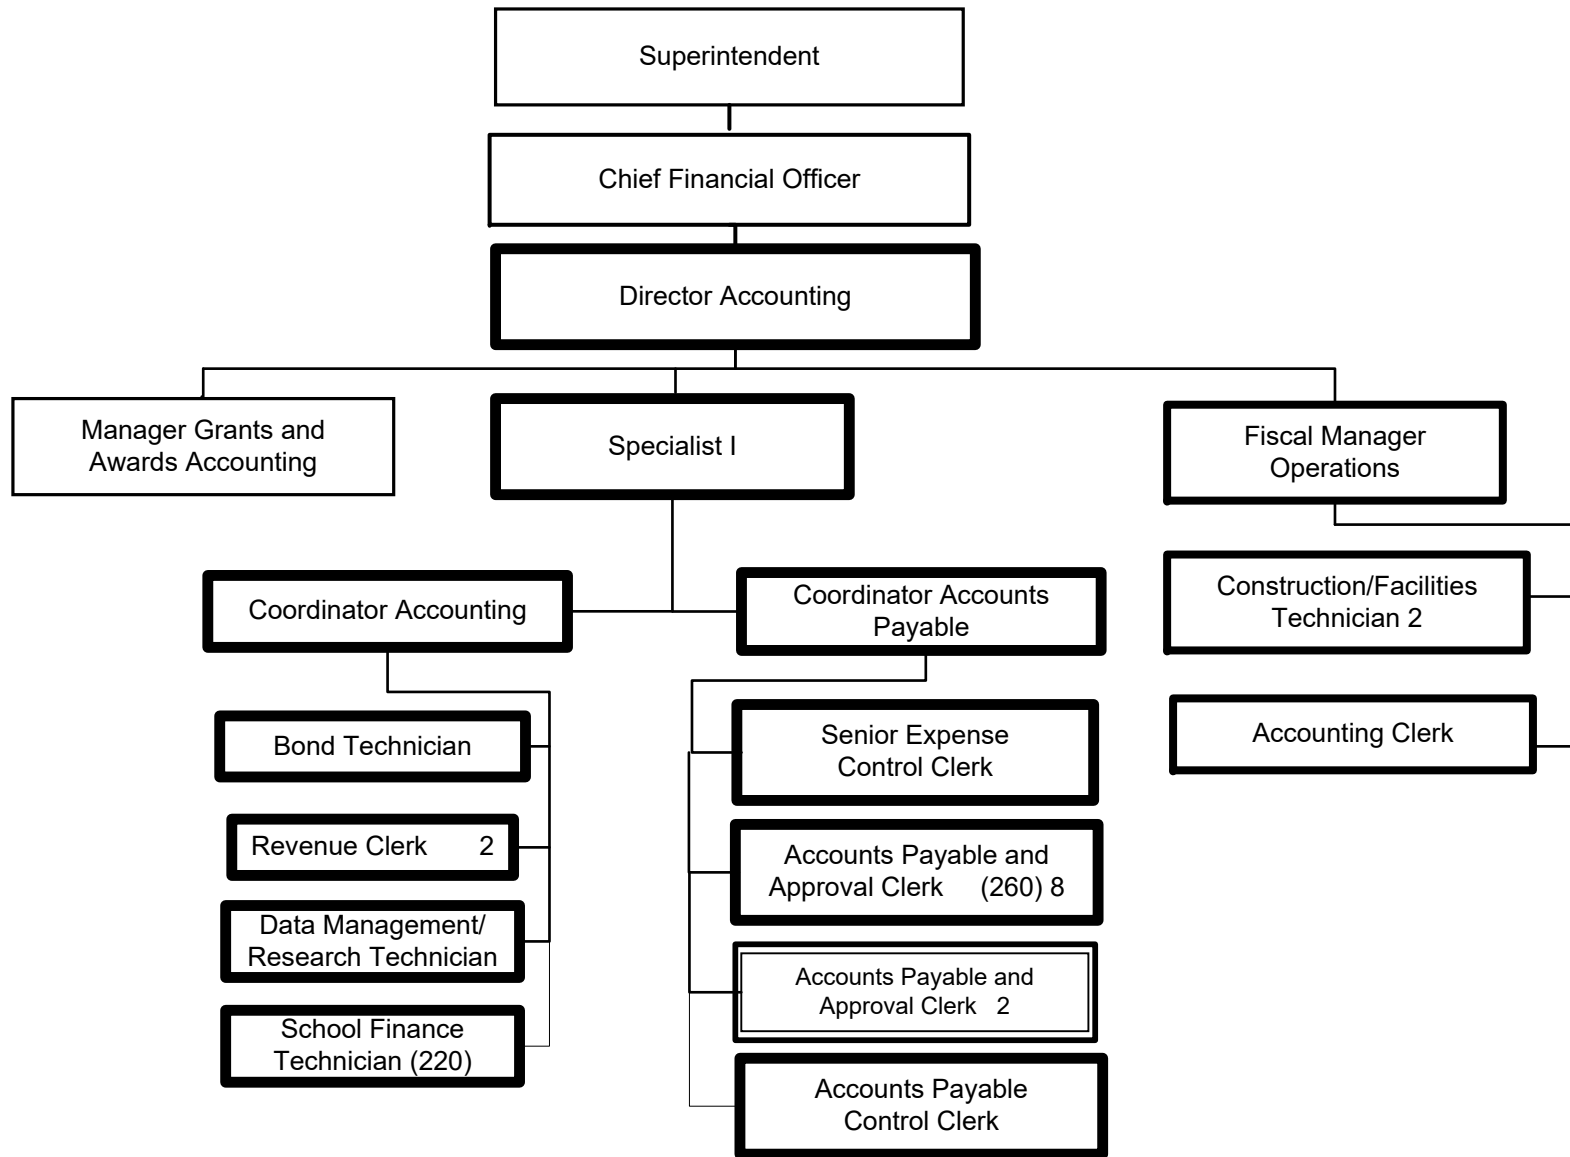 Superintendent
Chief Financial Officer
Director Accounting
Manager Grants and
Awards Accounting
Specialist I
Fiscal Manager
Operations
Coordinator Accounting
Coordinator Accounts
Payable
Construction/Facilities
Technician 2
Bond Technician
Senior Expense
Control Clerk
Accounting Clerk
Revenue Clerk 2
Accounts Payable and
Approval Clerk (260) 8
Data Management/
Research Technician
Accounts Payable and
Approval Clerk 2
School Finance
Technician (220)
Accounts Payable
Control Clerk